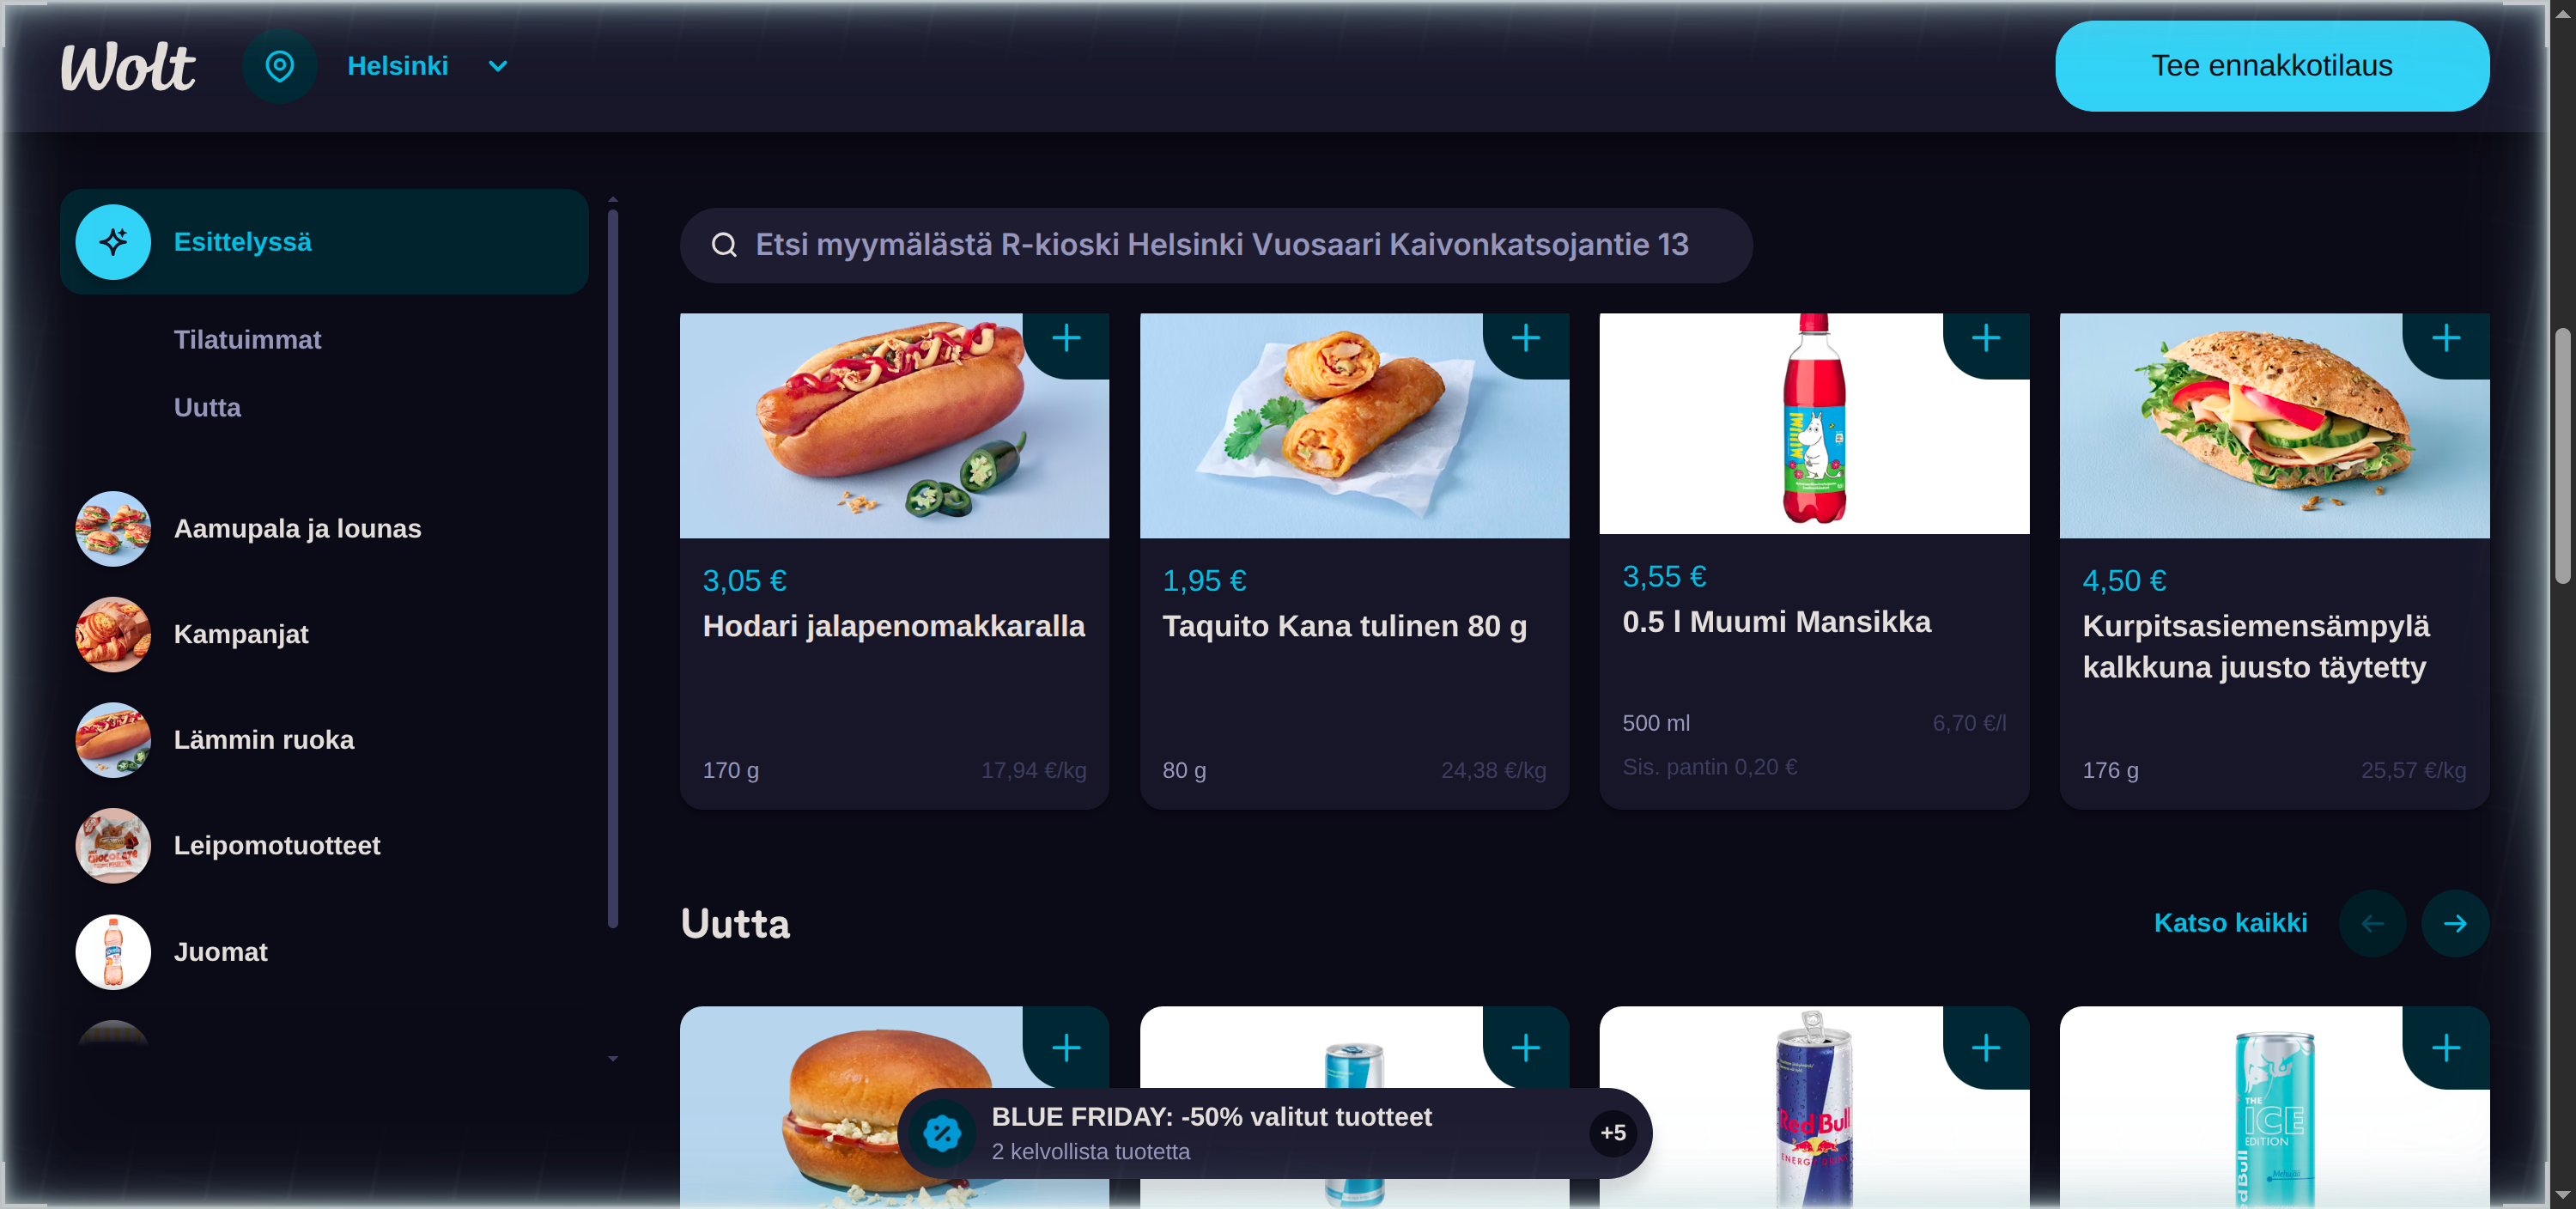 Wolt
Helsinki
Tee ennakkotilaus
Esittelyssä
Tilatuimmat
Uutta
Aamupala ja lounas
Kampanjat
Lämmin ruoka
Leipomotuotteet
Juomat
Etsi myymälästä R-kioski Helsinki Vuosaari Kaivonkatsojantie 13
3,05 €
Hodari jalapenomakkaralla
170 g
17,94 €/kg
1,95 €
Taquito Kana tulinen 80 g
80 g
24,38 €/kg
3,55 €
0.5 l Muumi Mansikka
500 ml
6,70 €/l
Sis. pantin 0,20 €
4,50 €
Kurpitsasiemensämpylä
kalkkuna juusto täytetty
176 g
25,57 €/kg
Uutta
Katso kaikki
Red Bull
ENERGY DRINK
THE
ICE
EDITION
BLUE FRIDAY: -50% valitut tuotteet
2 kelvollista tuotetta
+5